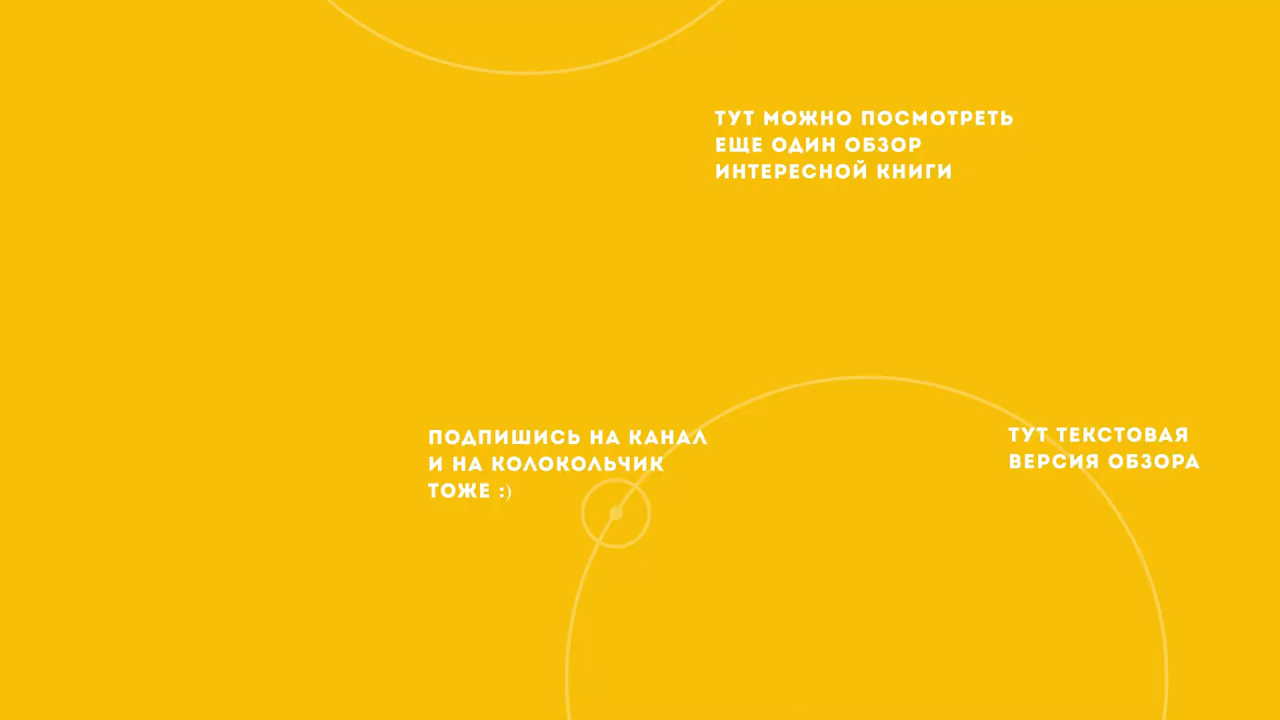 ТУТ МОЖНО ПОСМОТРЕТЬ
ЕЩЕ ОДИН ОБЗОР
ИНТЕРЕСНОЙ КНИГИ
ПОДПИШИСЬ НА КАНАЛ
И НА КОЛОКОЛЬЧИК
ТОЖЕ :)
ТУТ ТЕКСТОВАЯ
ВЕРСИЯ ОБЗОРА